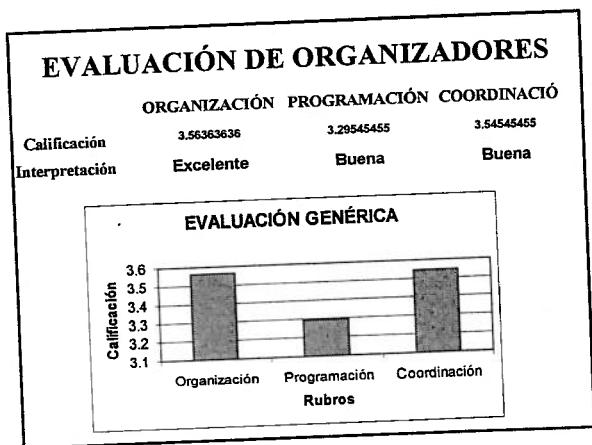 EVALUACIÓN DE ORGANIZADORES
ORGANIZACIÓN PROGRAMACIÓN COORDINACIÓ
Calificación 3.56363636 3.29545455 3.54545455
Interpretación Excelente Buena Buena
EVALUACIÓN GENÉRICA
Calificación
3.6
3.5
3.4
3.3
3.2
3.1
Organización Programación Coordinación
Rubros